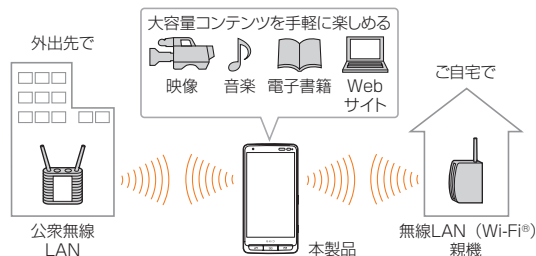 大容量コンテンツを手軽に楽しめる
映像
音楽
電子書籍
Web
サイト
外出先で
ご自宅で
公衆無線
LAN
本製品
無線LAN（Wi-Fi®）
親機